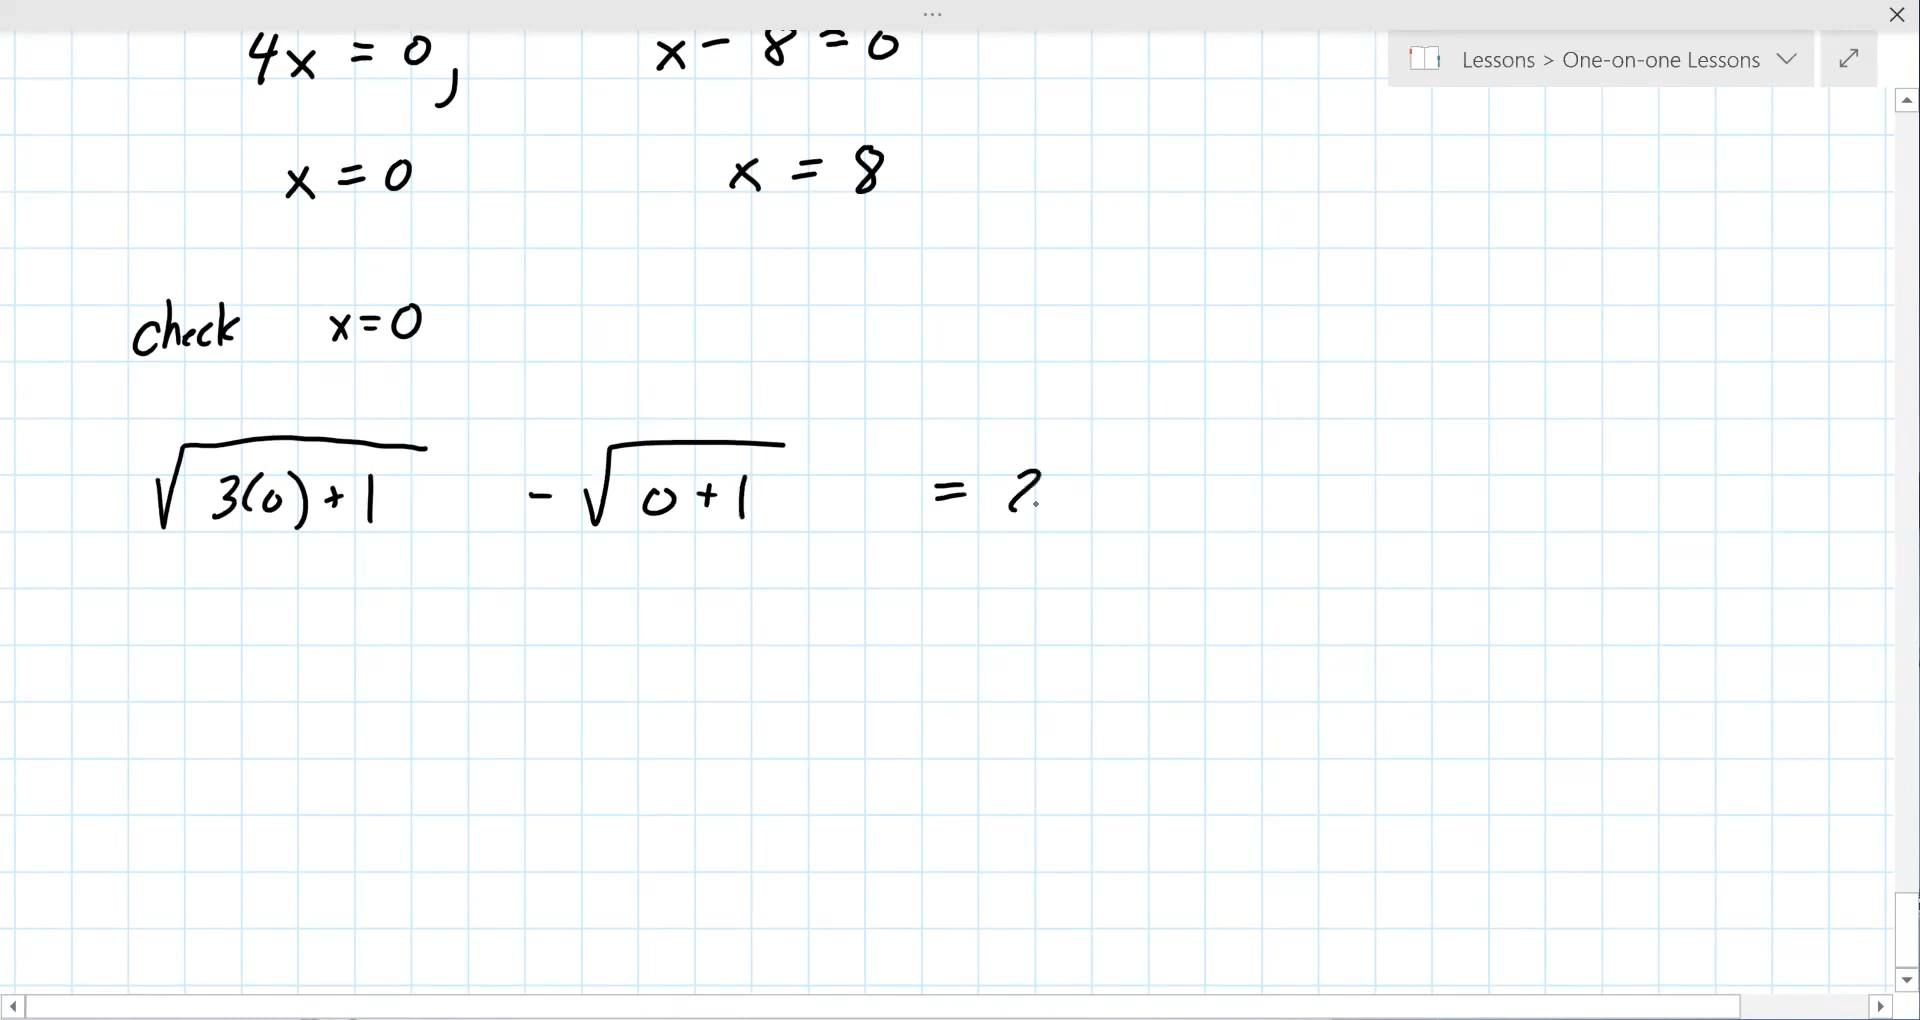 ...
Lessons > One-on-one Lessons
4x = 0, x - 8 = 0
x = 0 x = 8
check x = 0
√(3(0) + 1) - √(0 + 1) = 2